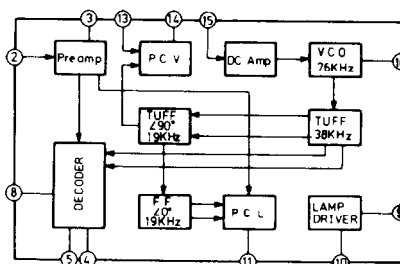 3 13 14 15
2 Preamp PCV DC Amp VCO
76KHz
TUFF
∠90°
19KHz
TUFF
38KHz
DECODER
8
F.F
∠0°
19KHz
PCL
LAMP
DRIVER
5 4 11 10